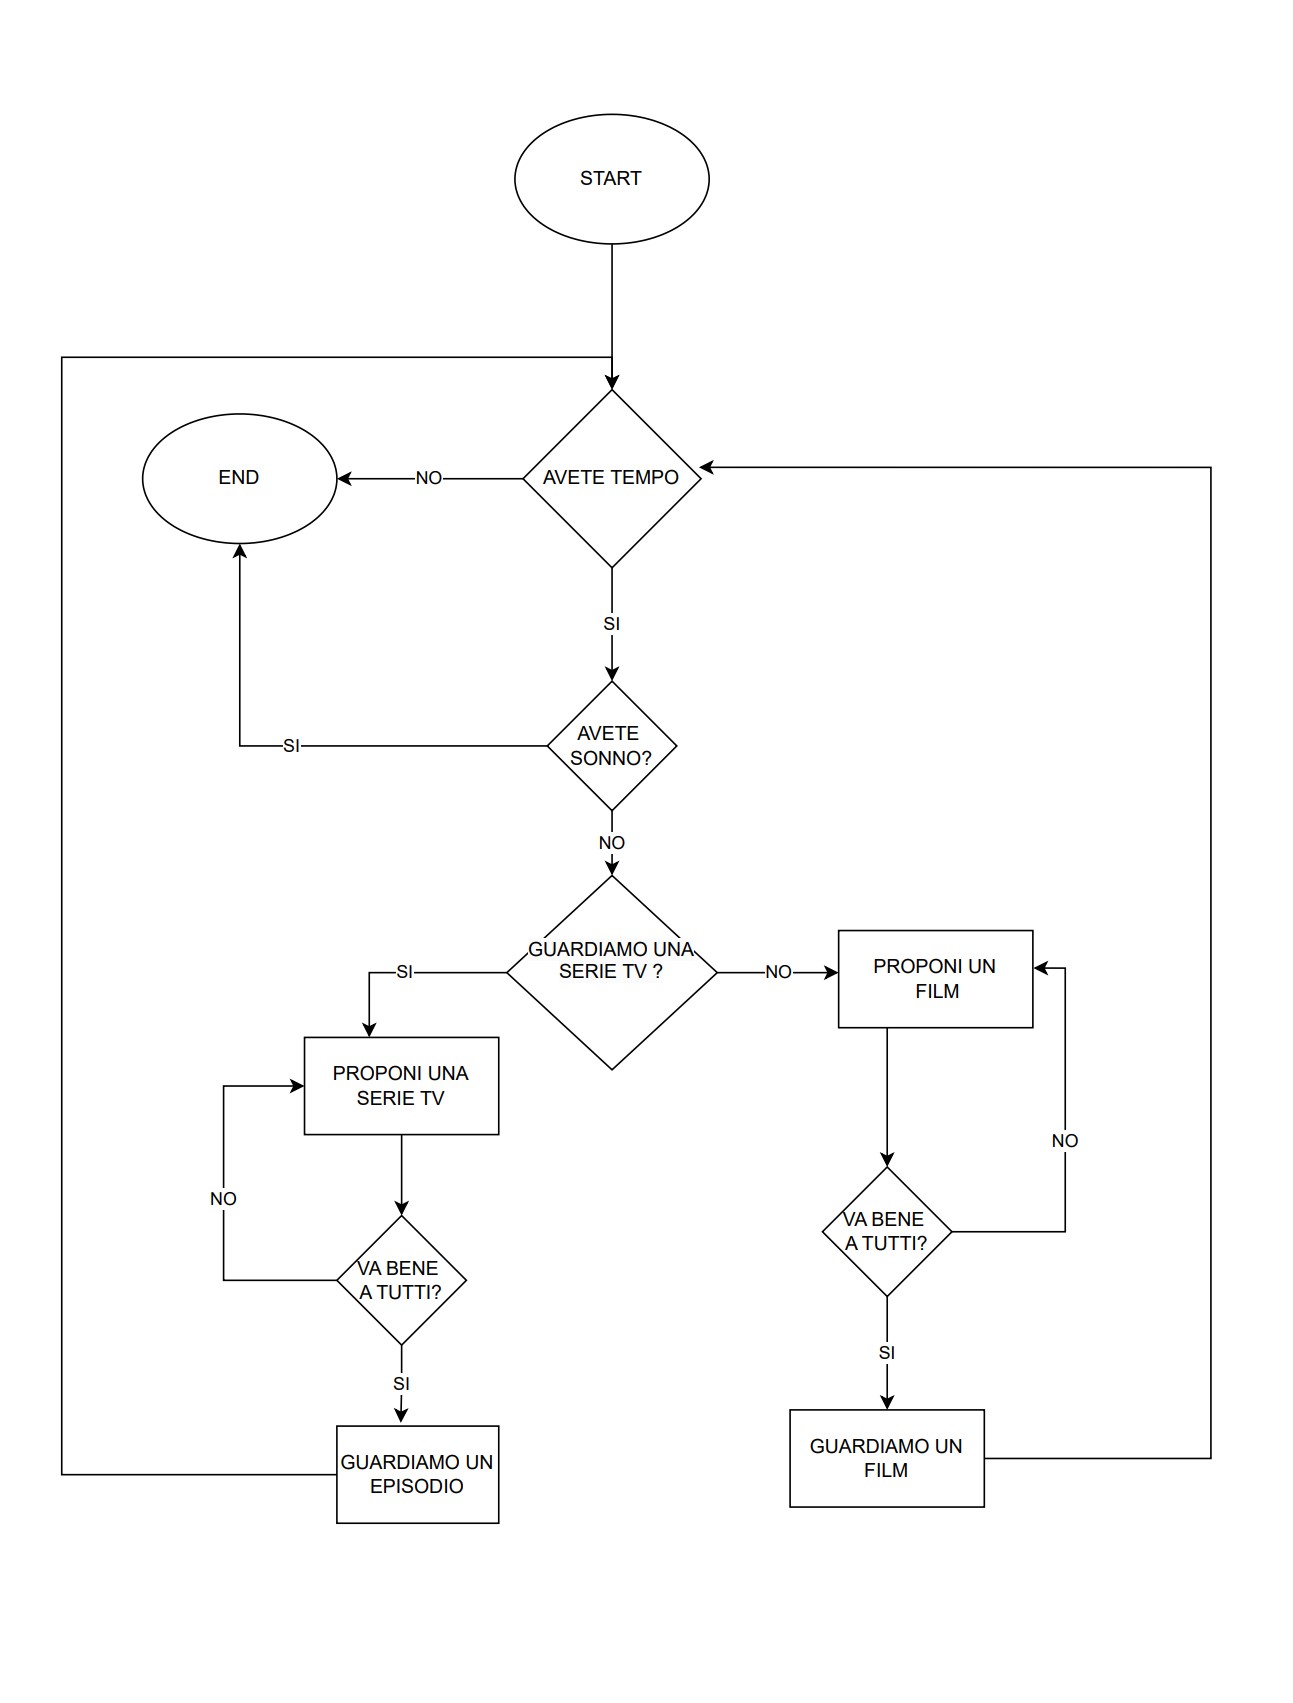 START
AVETE TEMPO
NO
END
SI
AVETE
SONNO?
SI
NO
GUARDIAMO UNA
SERIE TV ?
SI
NO
PROPONI UN
FILM
PROPONI UNA
SERIE TV
NO
NO
VA BENE
A TUTTI?
VA BENE
A TUTTI?
SI
SI
GUARDIAMO UN
FILM
GUARDIAMO UN
EPISODIO